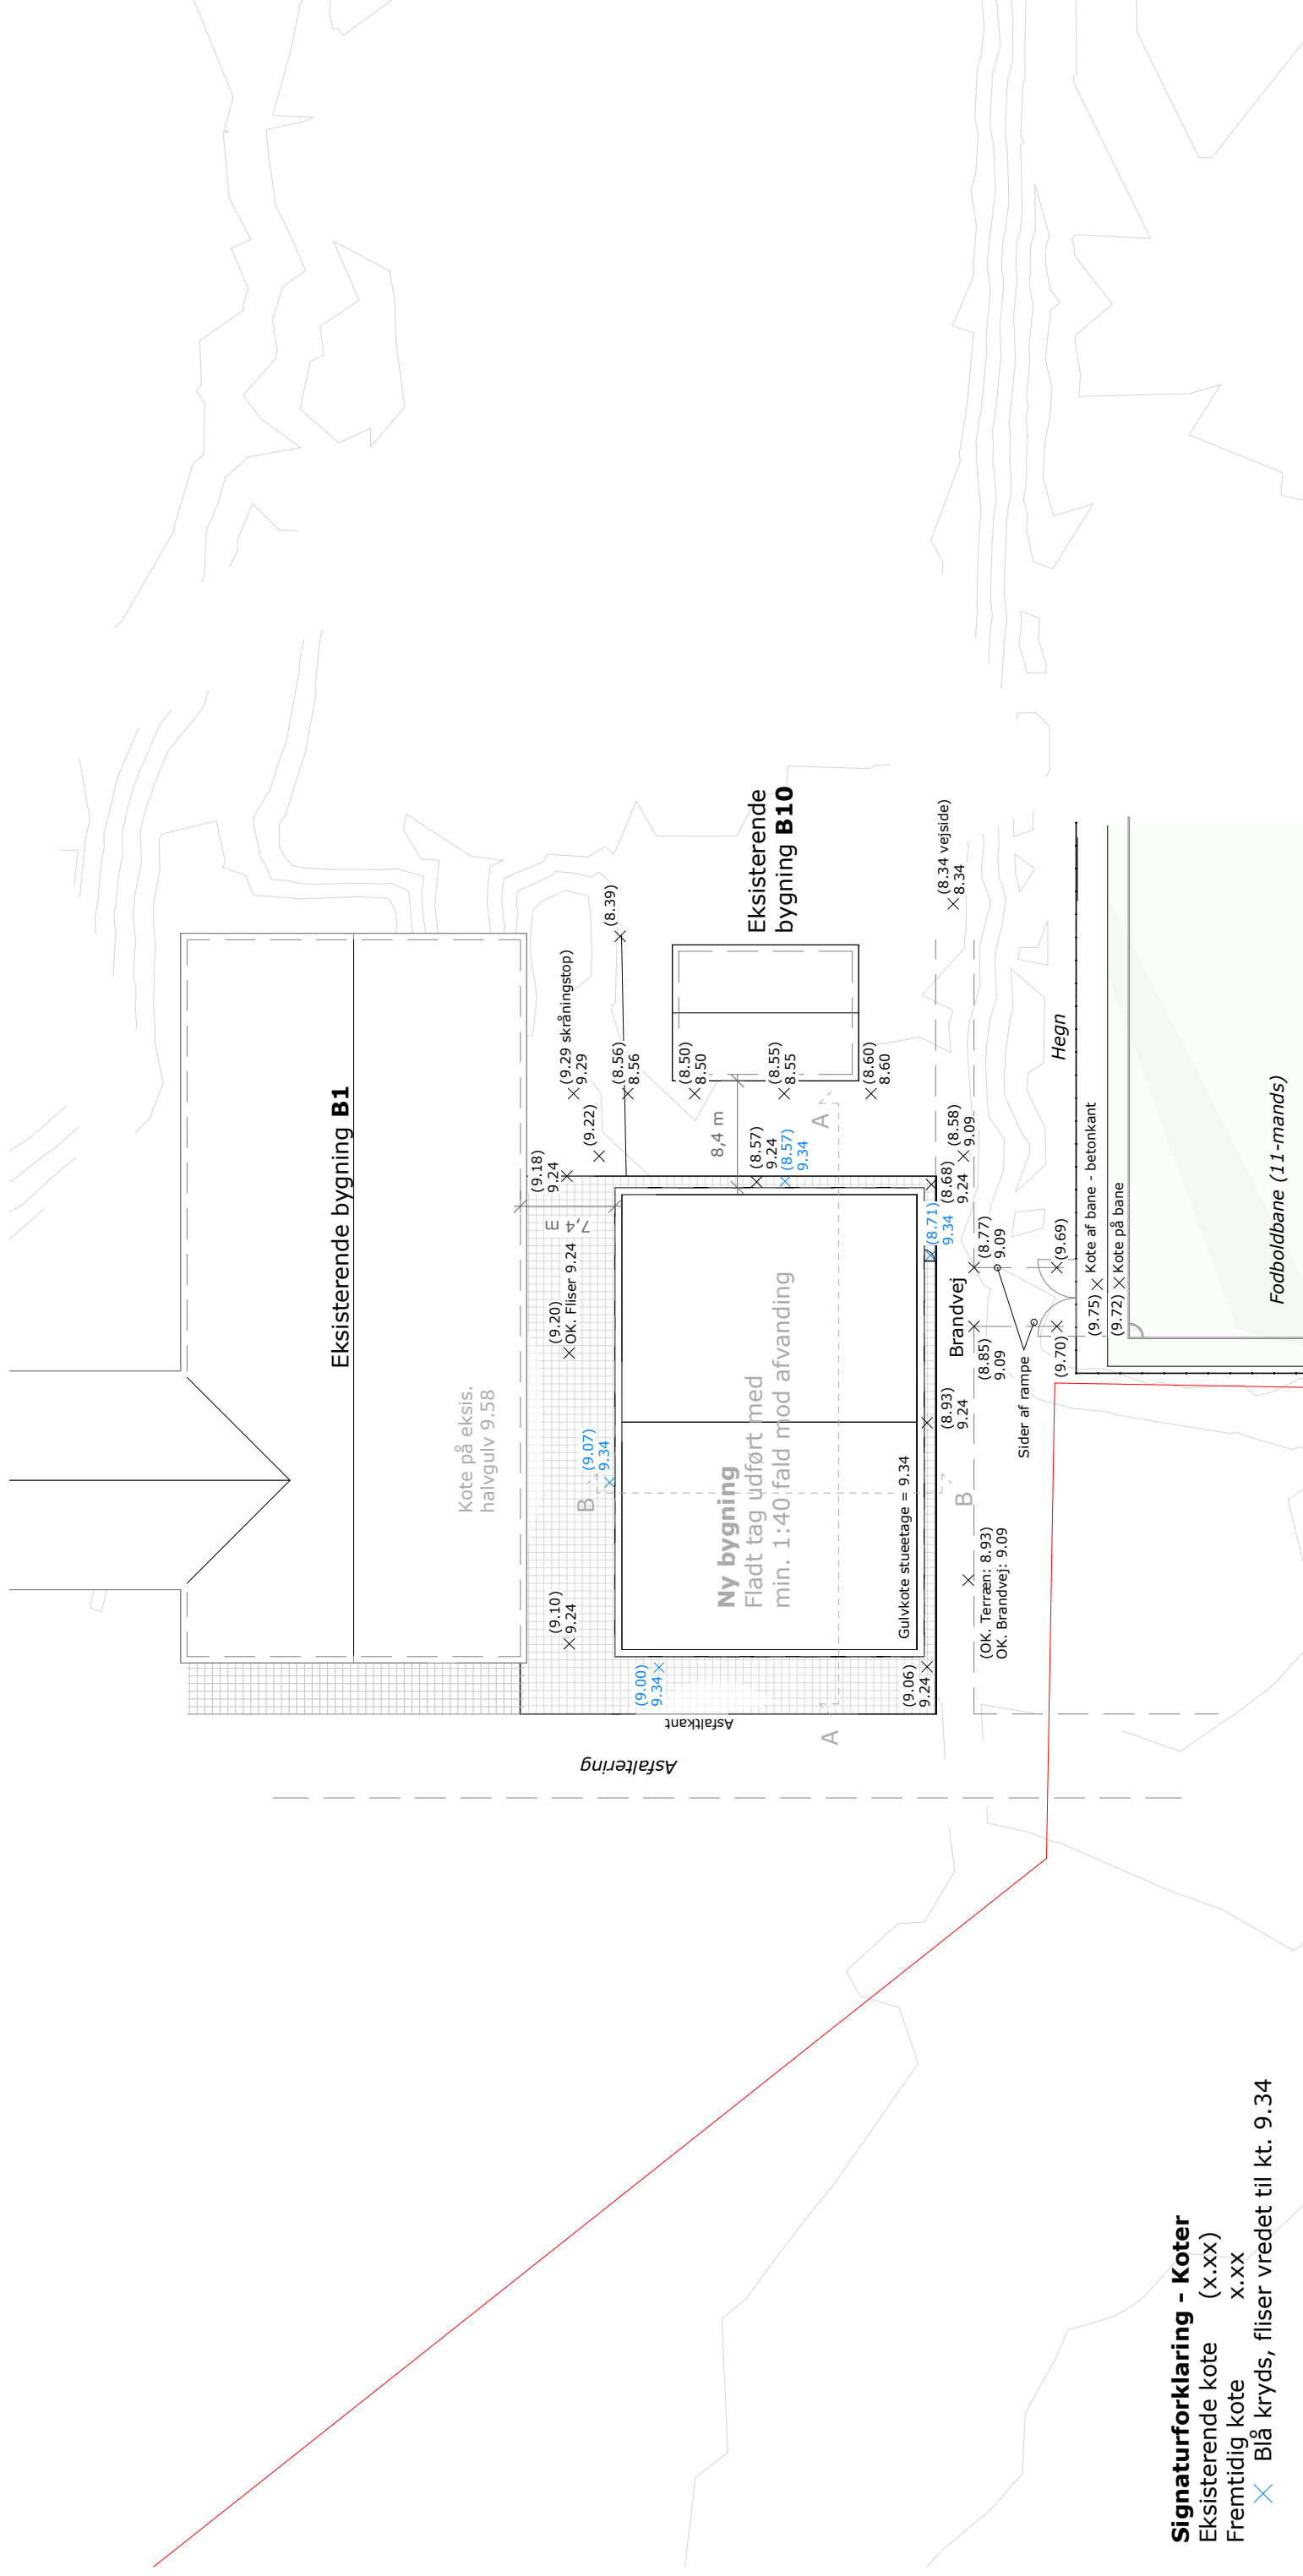 Eksisterende bygning B1
Kote på eksis.
halvgulv 9.58
(9.18)
9.24
(9.29 skråningstop)
9.29
(9.22)
(8.39)
(8.56)
8.56
(8.50)
8.50
(8.55)
8.55
(8.60)
8.60
Eksisterende
bygning B10
(8.34 vejside)
8.34
7,4 m
8,4 m
(9.20)
OK. Fliser 9.24
(9.10)
9.24
(9.07)
9.34
(9.00)
9.34
(8.57)
9.24
(8.57)
9.34
(8.68)
9.24
(8.71)
9.34
(8.58)
9.09
B
B
A
A
Ny bygning
Fladt tag udført med
min. 1:40 fald mod afvanding
Gulvkote stueetage = 9.34
(9.06)
9.24
(8.93)
9.24
Asfaltkant
Asfaltering
Brandvej
(8.77)
9.09
(8.85)
9.09
(OK. Terræn: 8.93)
OK. Brandvej: 9.09
Sider af rampe
(9.69)
(9.70)
Hegn
(9.75) Kote af bane - betonkant
(9.72) Kote på bane
Fodboldbane (11-mands)
Signaturforklaring - Koter
Eksisterende kote (x.xx)
Fremtidig kote x.xx
Blå kryds, fliser vredet til kt. 9.34